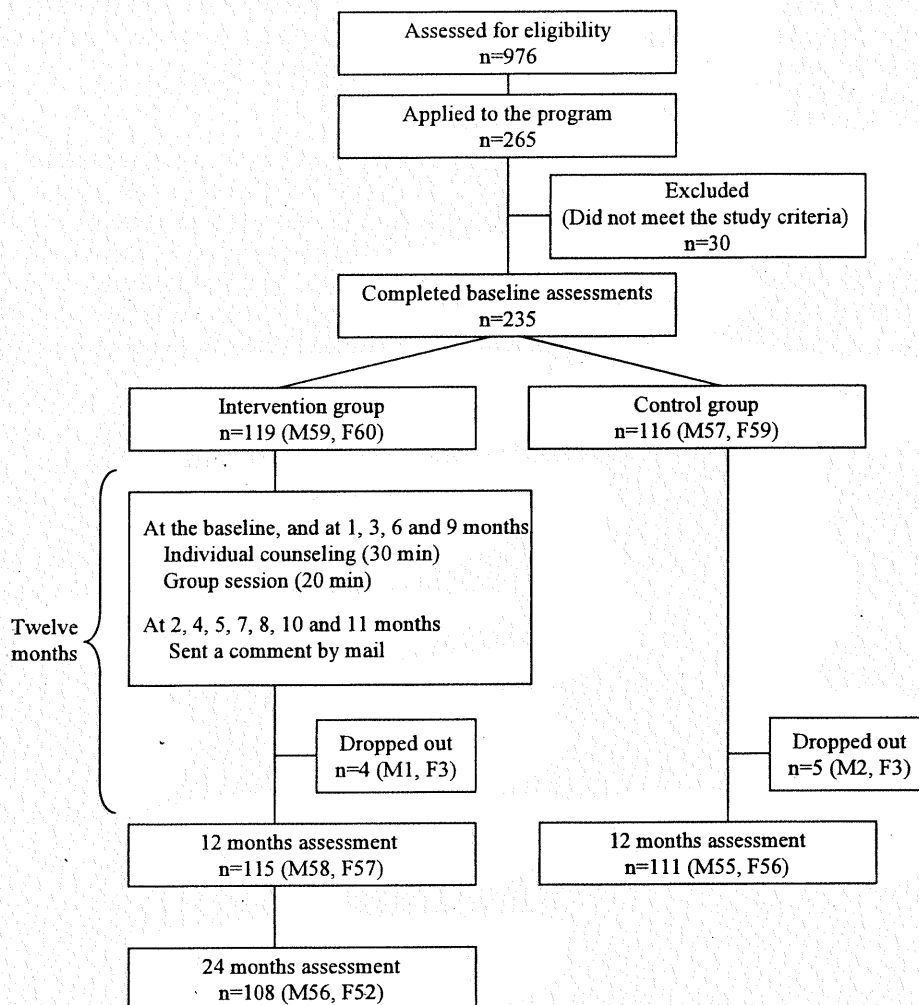 Assessed for eligibility
n=976
Applied to the program
n=265
Excluded
(Did not meet the study criteria)
n=30
Completed baseline assessments
n=235
Intervention group
n=119 (M59, F60)
Control group
n=116 (M57, F59)
At the baseline, and at 1, 3, 6 and 9 months
Individual counseling (30 min)
Group session (20 min)
At 2, 4, 5, 7, 8, 10 and 11 months
Sent a comment by mail
Twelve
months
Dropped out
n=4 (M1, F3)
Dropped out
n=5 (M2, F3)
12 months assessment
n=115 (M58, F57)
12 months assessment
n=111 (M55, F56)
24 months assessment
n=108 (M56, F52)